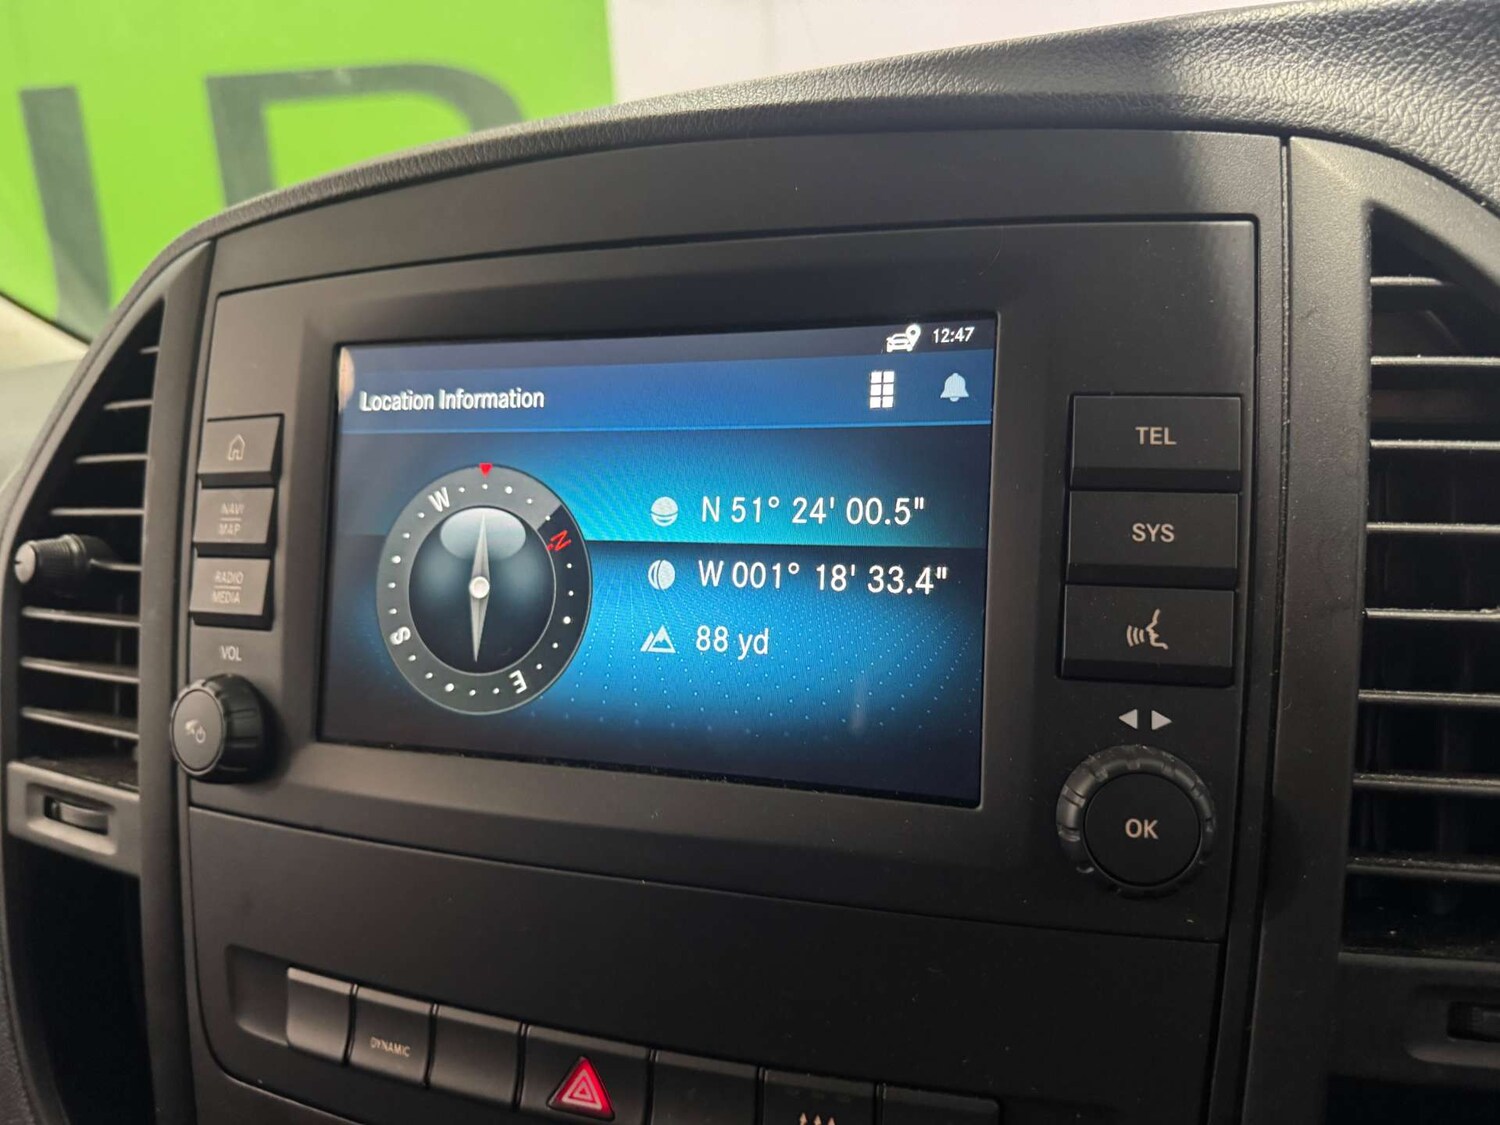 12:47
Location Information
W
N
S
E
N 51° 24' 00.5"
W 001° 18' 33.4"
88 yd
NAVI
MAP
RADIO
MEDIA
VOL
TEL
SYS
OK
DYNAMIC